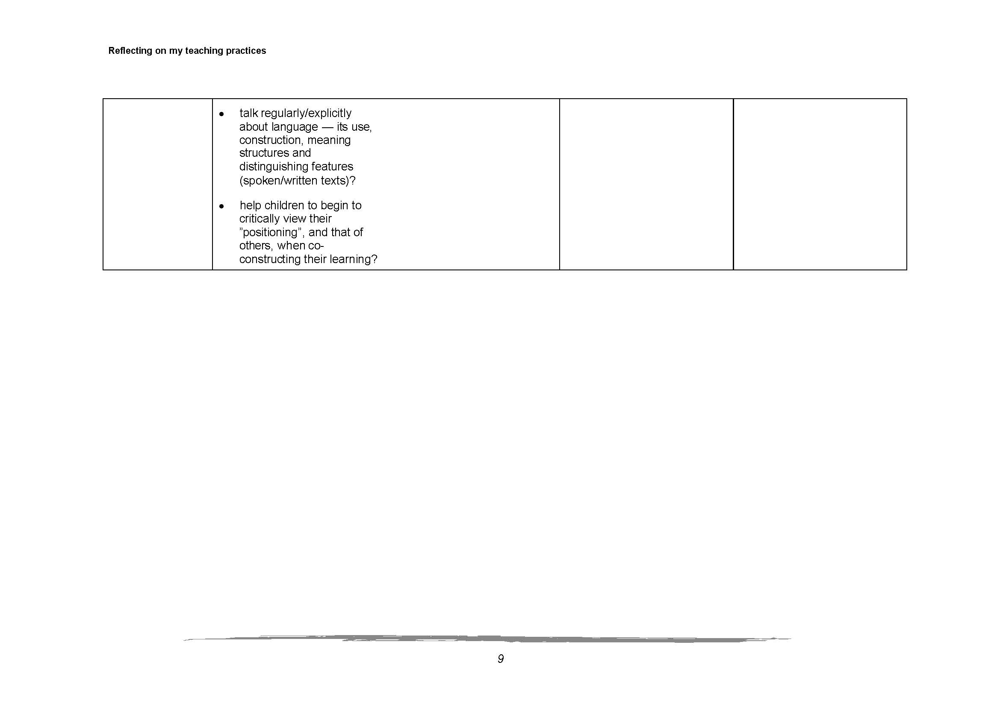 Reflecting on my teaching practices
• talk regularly/explicitly
about language — its use,
construction, meaning
structures and
distinguishing features
(spoken/written texts)?
• help children to begin to
critically view their
”positioning”, and that of
others, when co-
constructing their learning?
9